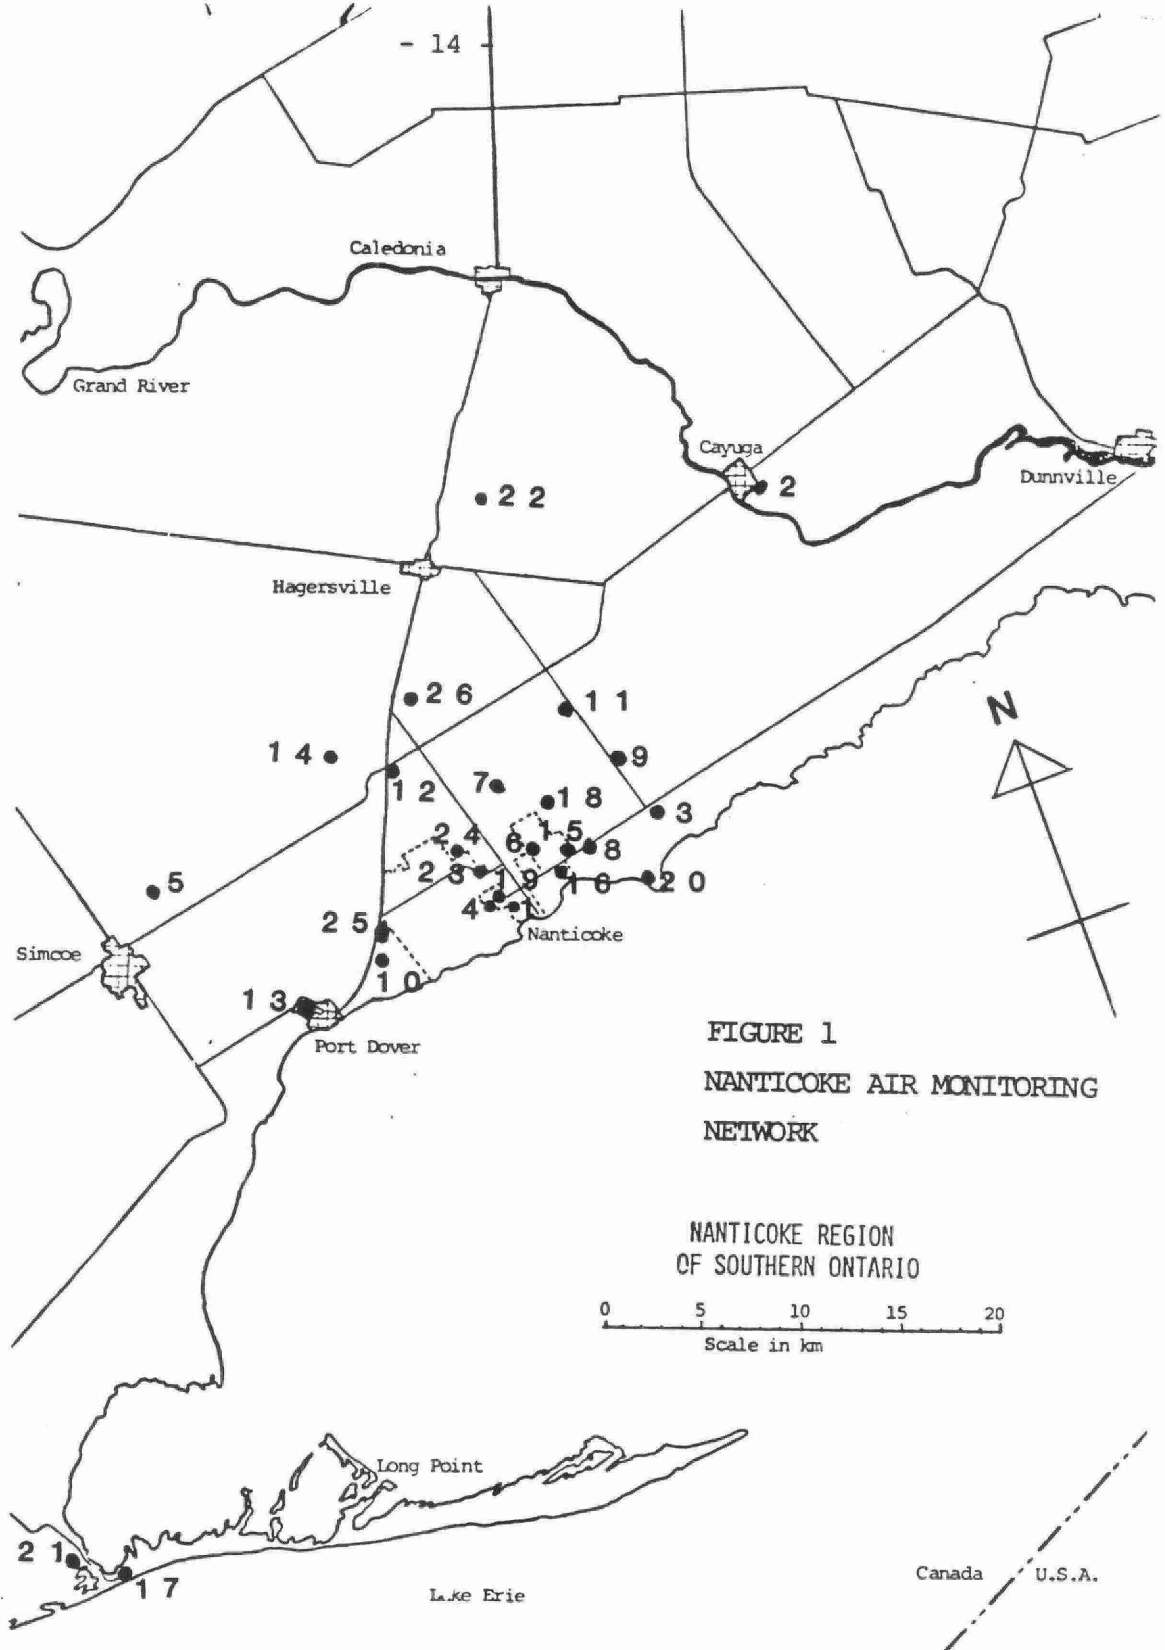 - 14 -
Caledonia
Grand River
Cayuga
2
Dunnville
22
Hagersville
26
11
14
9
12
7
18
3
24
6
15
8
5
23
19
16
20
4
1
25
Nanticoke
Simcoe
10
13
Port Dover
N
FIGURE 1
NANTICOKE AIR MONITORING
NETWORK
NANTICOKE REGION
OF SOUTHERN ONTARIO
0 5 10 15 20
Scale in km
Long Point
21
17
Lake Erie
Canada U.S.A.